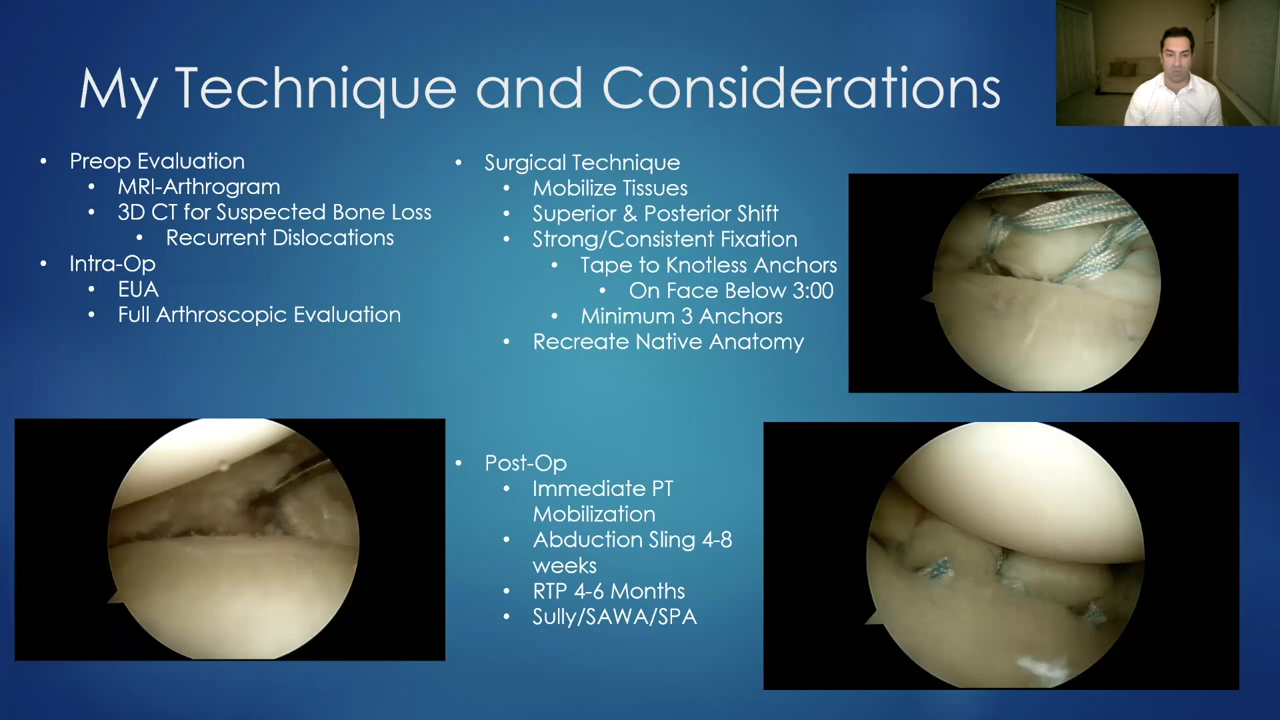 My Technique and Considerations
• Preop Evaluation
• MRI-Arthrogram
• 3D CT for Suspected Bone Loss
• Recurrent Dislocations
• Intra-Op
• EUA
• Full Arthroscopic Evaluation
• Surgical Technique
• Mobilize Tissues
• Superior & Posterior Shift
• Strong/Consistent Fixation
• Tape to Knotless Anchors
• On Face Below 3:00
• Minimum 3 Anchors
• Recreate Native Anatomy
• Post-Op
• Immediate PT
Mobilization
• Abduction Sling 4-8
weeks
• RTP 4-6 Months
• Sully/SAWA/SPA